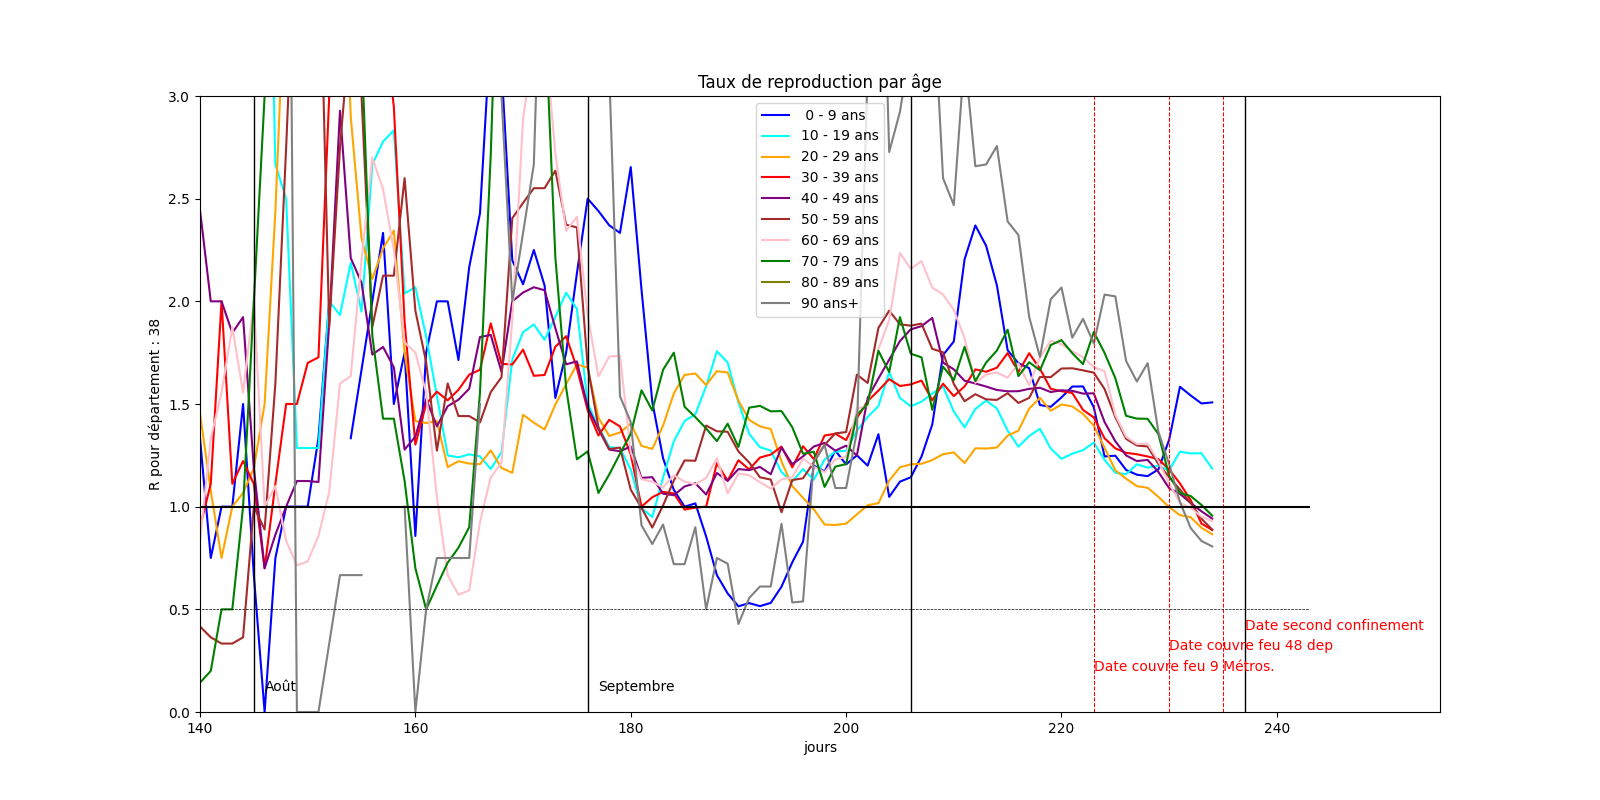 Taux de reproduction par âge
R pour département : 38
3.0
2.5
2.0
1.5
1.0
0.5
0.0
0 - 9 ans
10 - 19 ans
20 - 29 ans
30 - 39 ans
40 - 49 ans
50 - 59 ans
60 - 69 ans
70 - 79 ans
80 - 89 ans
90 ans+
Date second confinement
Date couvre feu 48 dep
Date couvre feu 9 Métros.
Août
Septembre
140
160
180
200
220
240
jours